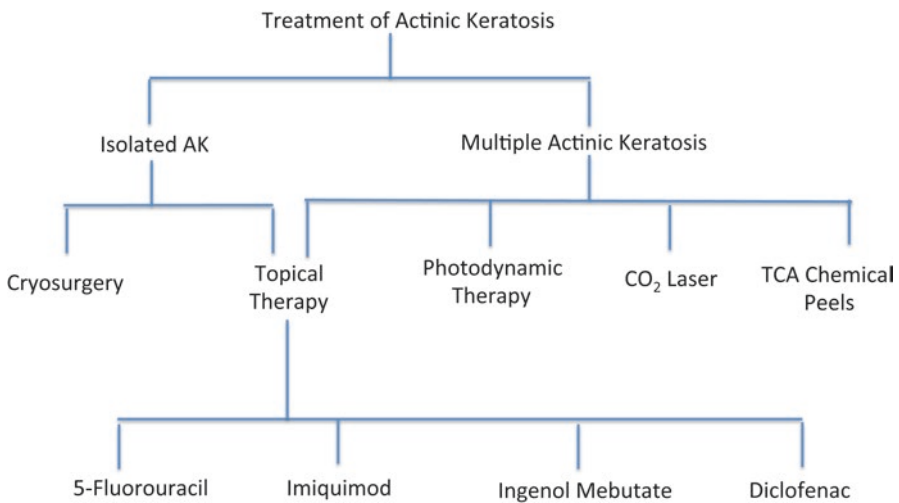 Treatment of Actinic Keratosis
Isolated AK
Multiple Actinic Keratosis
Cryosurgery
Topical
Therapy
Photodynamic
Therapy
CO₂ Laser
TCA Chemical
Peels
5-Fluorouracil
Imiquimod
Ingenol Mebutate
Diclofenac